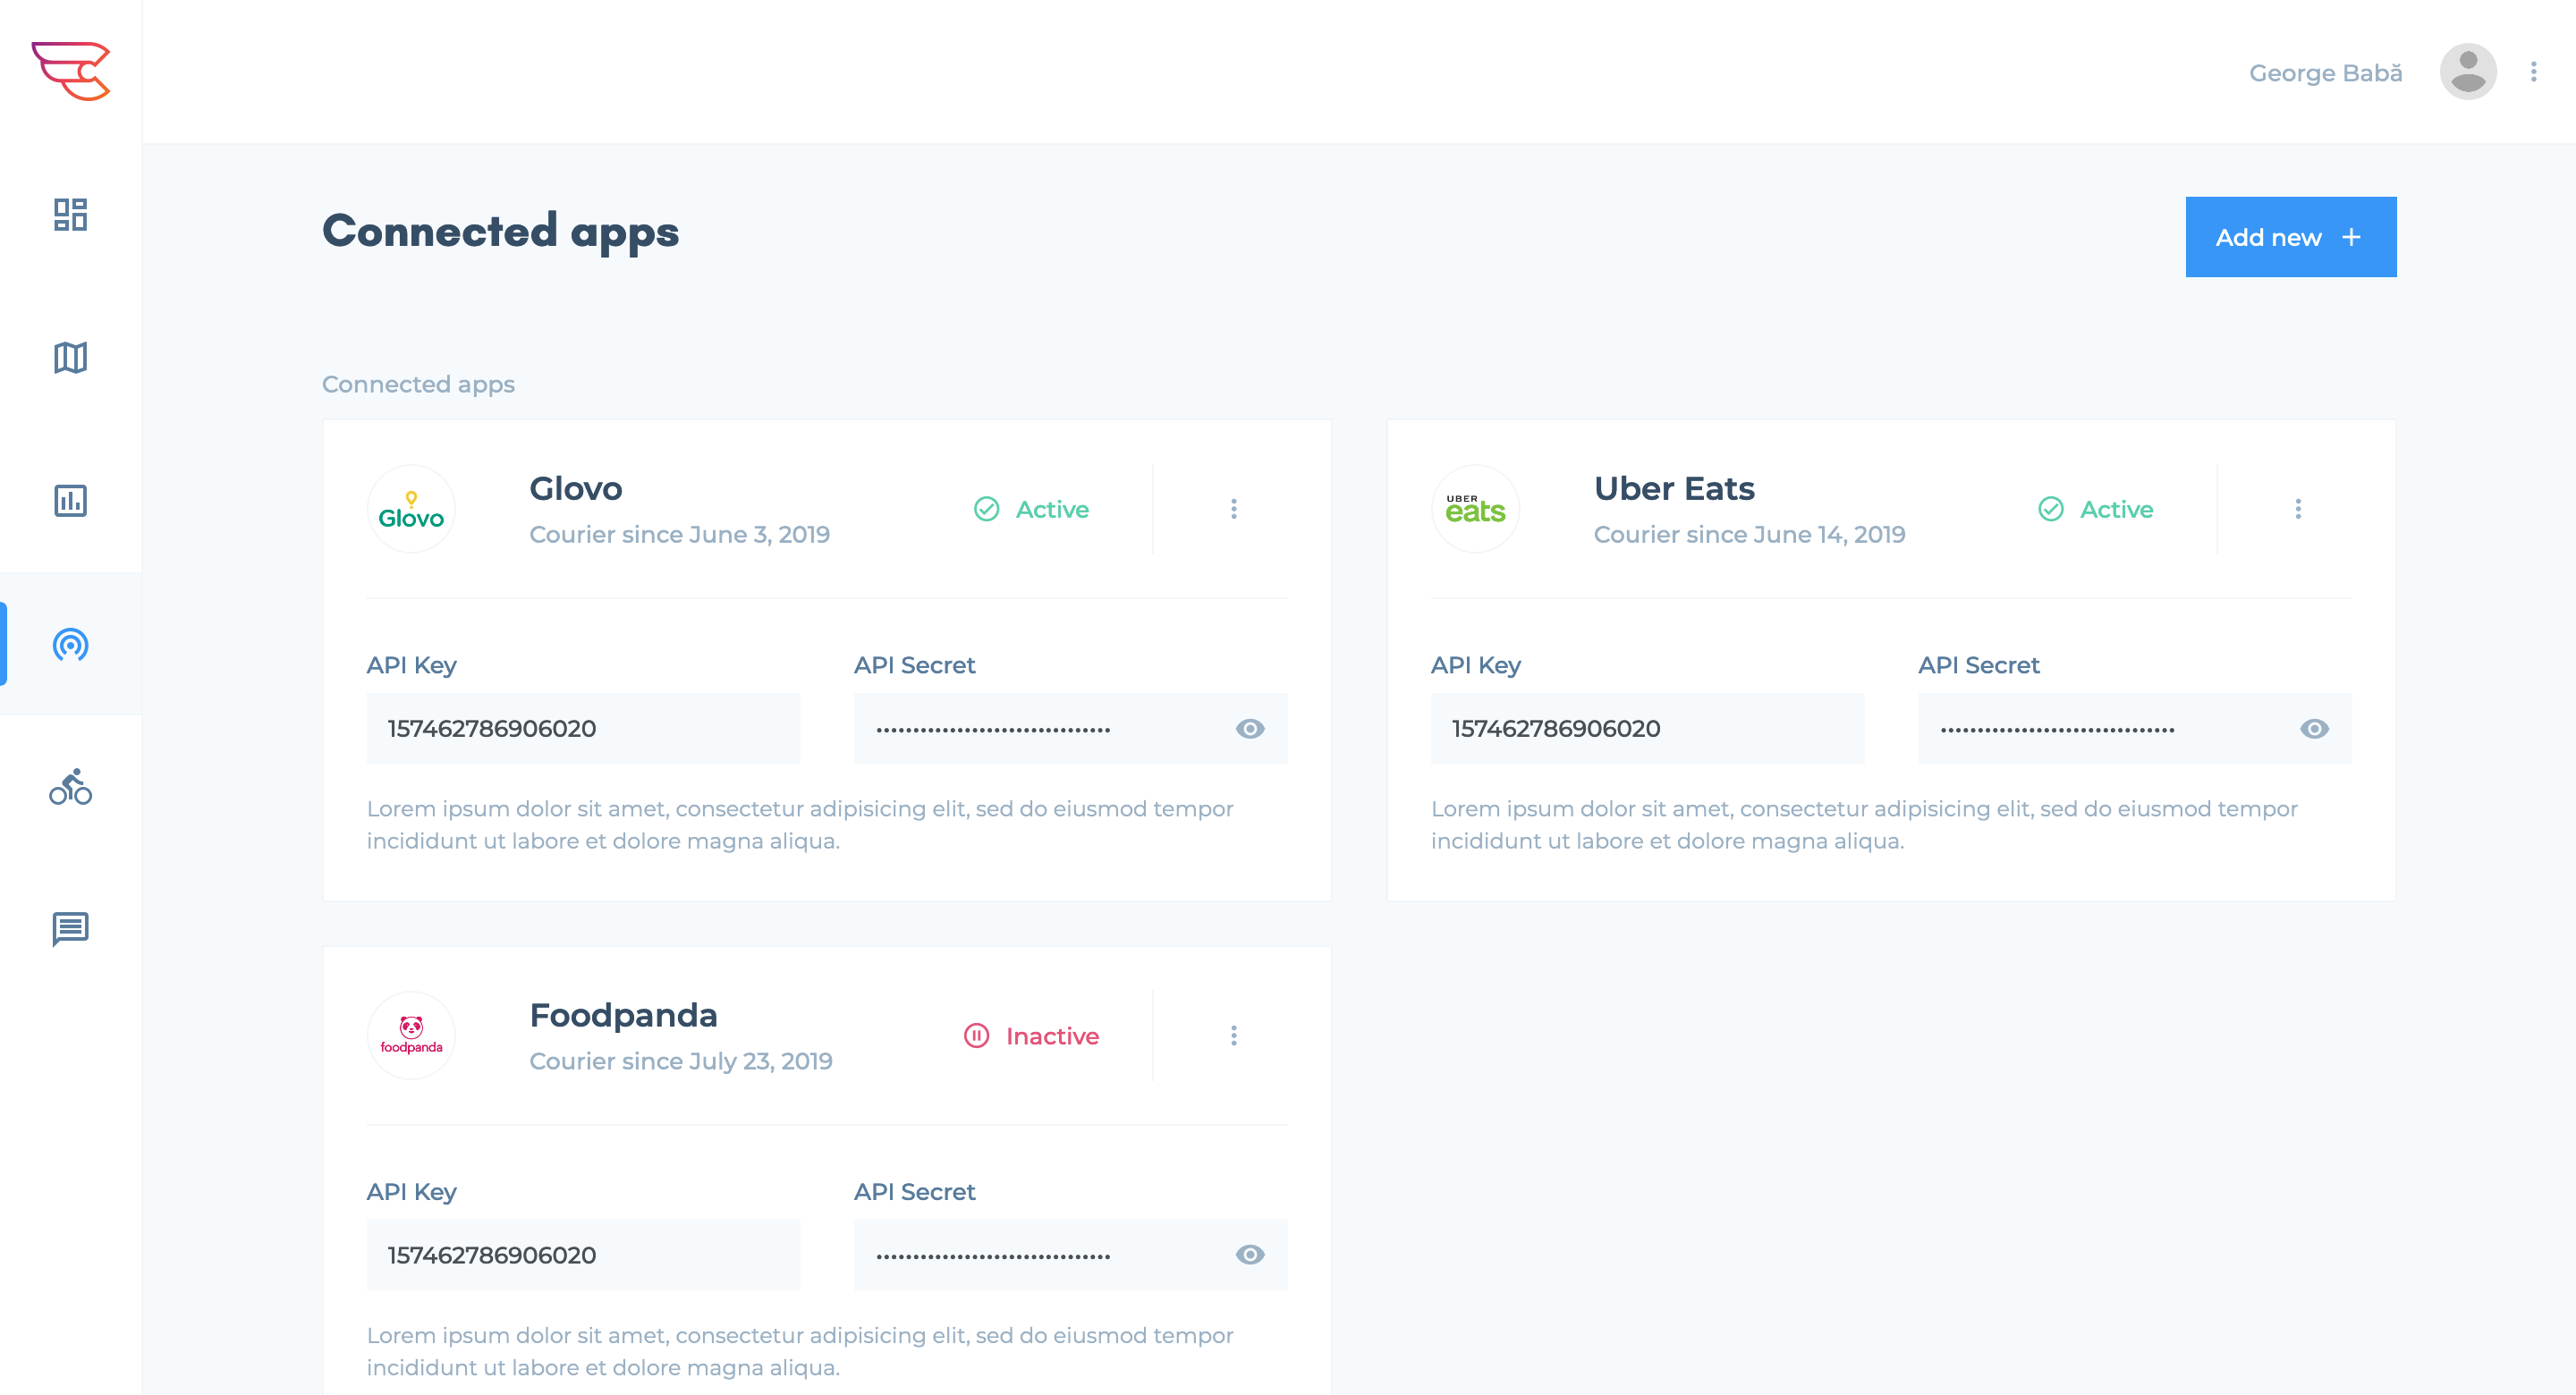 George Babă
Connected apps
Add new
Connected apps
Glovo
Glovo
Courier since June 3, 2019
Active
API Key
API Secret
157462786906020
Lorem ipsum dolor sit amet, consectetur adipisicing elit, sed do eiusmod tempor
incididunt ut labore et dolore magna aliqua.
UBER
eats
Uber Eats
Courier since June 14, 2019
Active
API Key
API Secret
157462786906020
Lorem ipsum dolor sit amet, consectetur adipisicing elit, sed do eiusmod tempor
incididunt ut labore et dolore magna aliqua.
foodpanda
Foodpanda
Courier since July 23, 2019
Inactive
API Key
API Secret
157462786906020
Lorem ipsum dolor sit amet, consectetur adipisicing elit, sed do eiusmod tempor
incididunt ut labore et dolore magna aliqua.